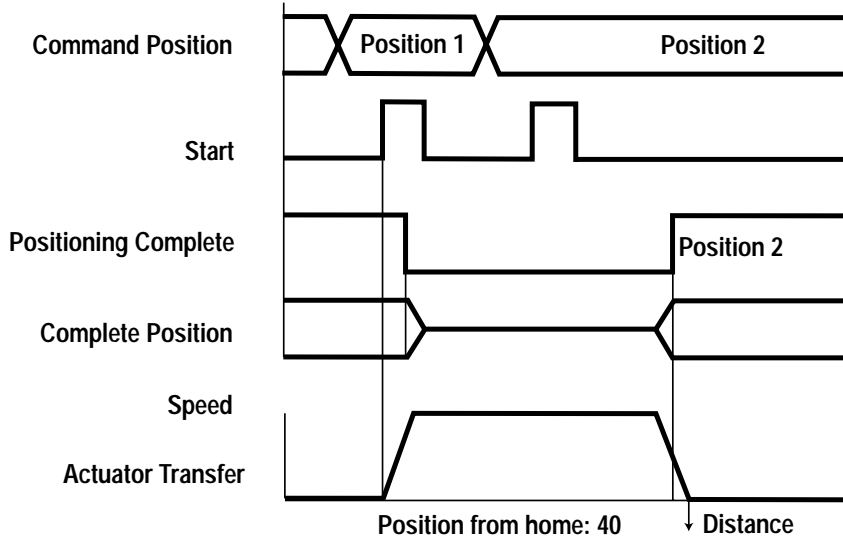 Command Position
Position 1
Position 2
Start
Positioning Complete
Position 2
Complete Position
Speed
Actuator Transfer
Position from home: 40
Distance